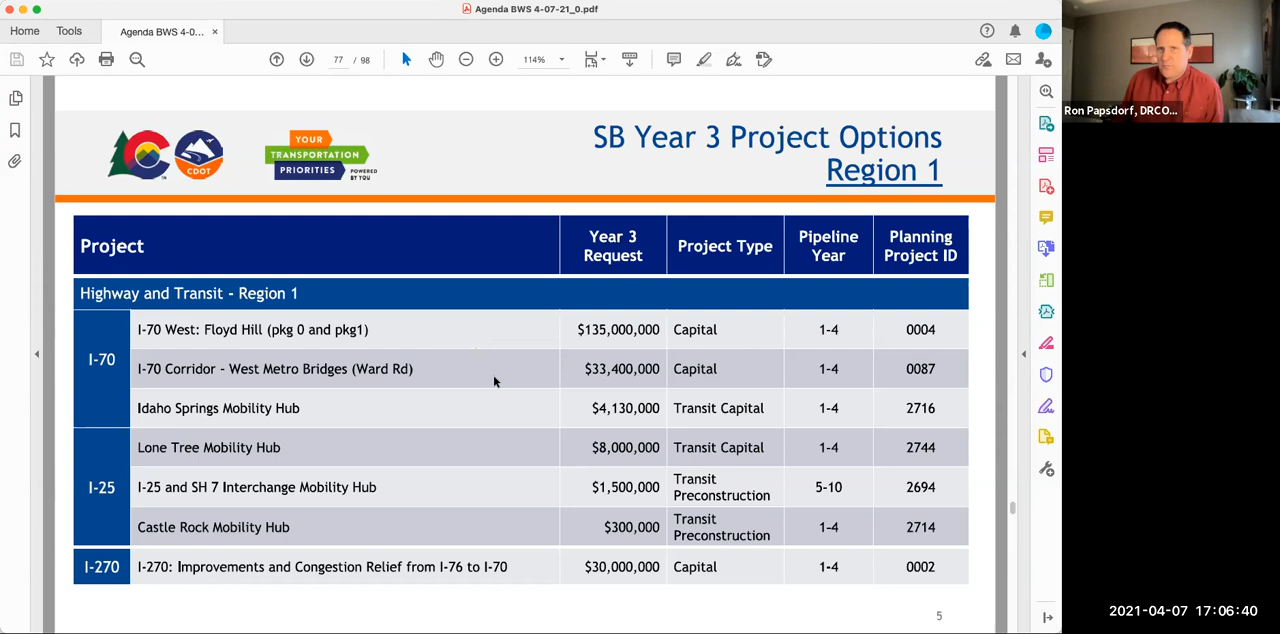 Agenda BWS 4-07-21_0.pdf
Home Tools Agenda BWS 4-0... ×
77 / 98 114%
Ron Papsdorf, DRCO...
CDOT
YOUR
TRANSPORTATION
PRIORITIES
POWERED
BY YOU
SB Year 3 Project Options
Region 1
Project Year 3 Request Project Type Pipeline Year Planning Project ID
Highway and Transit - Region 1
I-70
I-70 West: Floyd Hill (pkg 0 and pkg1) $135,000,000 Capital 1-4 0004
I-70 Corridor - West Metro Bridges (Ward Rd) $33,400,000 Capital 1-4 0087
Idaho Springs Mobility Hub $4,130,000 Transit Capital 1-4 2716
I-25
Lone Tree Mobility Hub $8,000,000 Transit Capital 1-4 2744
I-25 and SH 7 Interchange Mobility Hub $1,500,000 Transit Preconstruction 5-10 2694
Castle Rock Mobility Hub $300,000 Transit Preconstruction 1-4 2714
I-270 I-270: Improvements and Congestion Relief from I-76 to I-70 $30,000,000 Capital 1-4 0002
5
2021-04-07 17:06:40